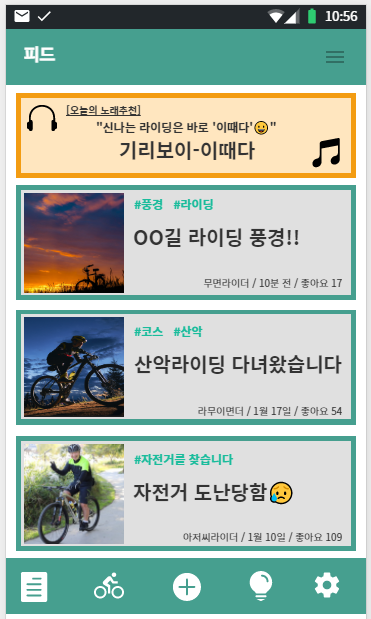 10:56
피드
[오늘의 노래추천]
"신나는 라이딩은 바로 '이때다'😀"
기리보이-이때다
#풍경 #라이딩
OO길 라이딩 풍경!!
무면라이더 / 10분 전 / 좋아요 17
#코스 #산악
산악라이딩 다녀왔습니다
라무이면더 / 1월 17일 / 좋아요 54
#자전거를 찾습니다
자전거 도난당함😥
아저씨라이더 / 1월 10일 / 좋아요 109